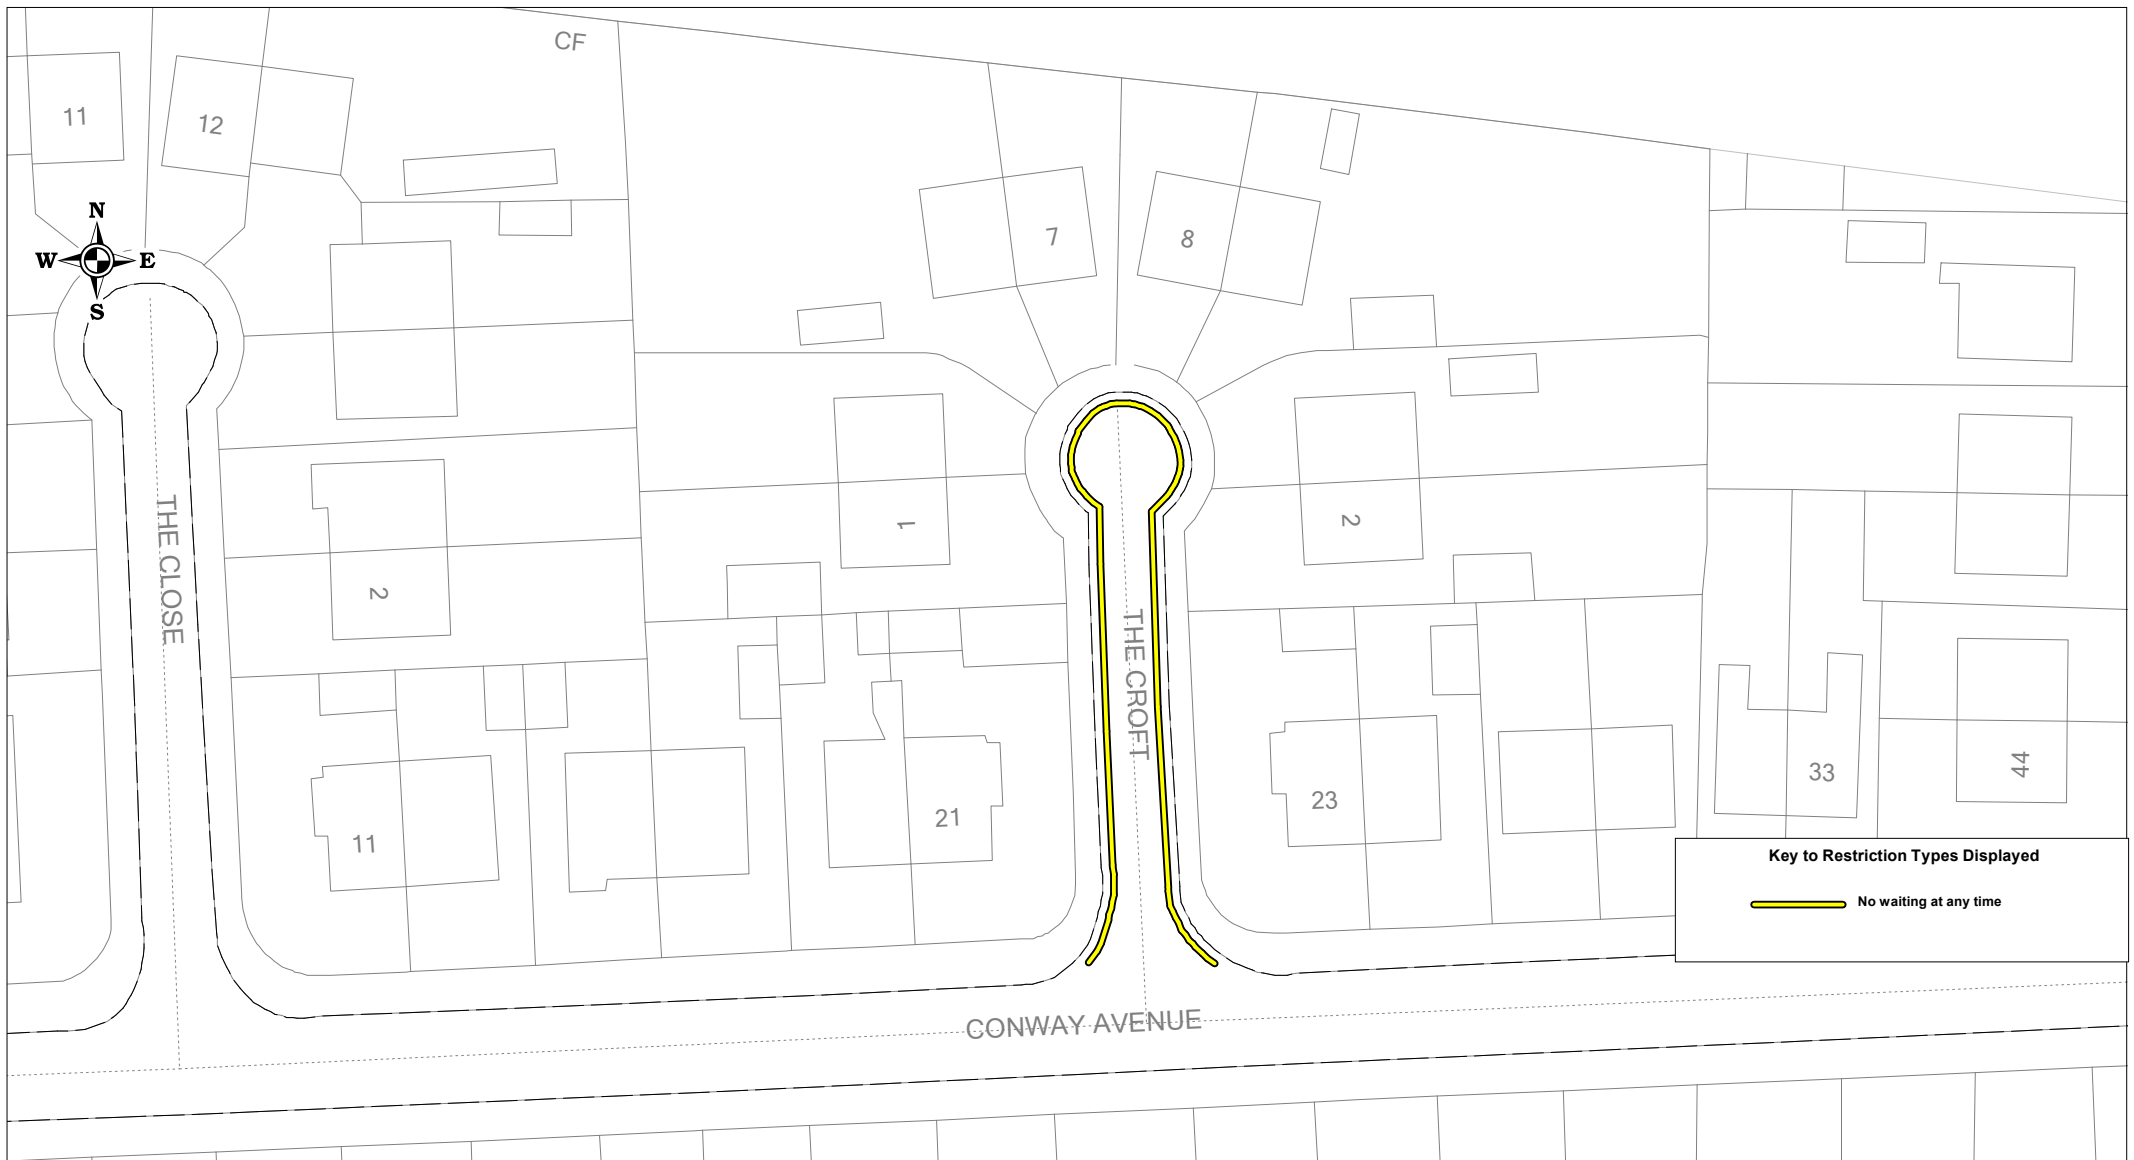 CF
11
12
N
W
E
S
7
8
THE CLOSE
1
2
2
THE CROFT
11
21
23
33
44
Key to Restriction Types Displayed
No waiting at any time
CONWAY AVENUE